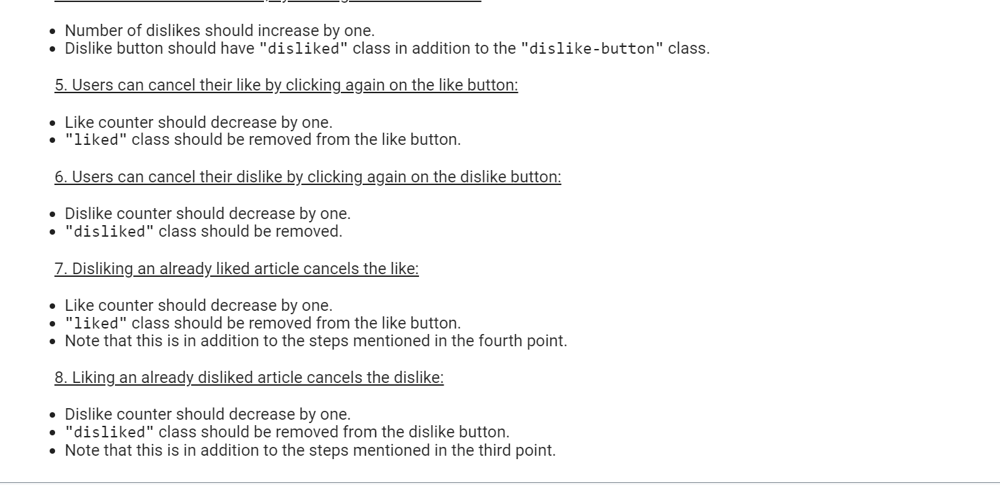 Number of dislikes should increase by one.
Dislike button should have "disliked" class in addition to the "dislike-button" class.
5. Users can cancel their like by clicking again on the like button:
Like counter should decrease by one.
"liked" class should be removed from the like button.
6. Users can cancel their dislike by clicking again on the dislike button:
Dislike counter should decrease by one.
"disliked" class should be removed.
7. Disliking an already liked article cancels the like:
Like counter should decrease by one.
"liked" class should be removed from the like button.
Note that this is in addition to the steps mentioned in the fourth point.
8. Liking an already disliked article cancels the dislike:
Dislike counter should decrease by one.
"disliked" class should be removed from the dislike button.
Note that this is in addition to the steps mentioned in the third point.